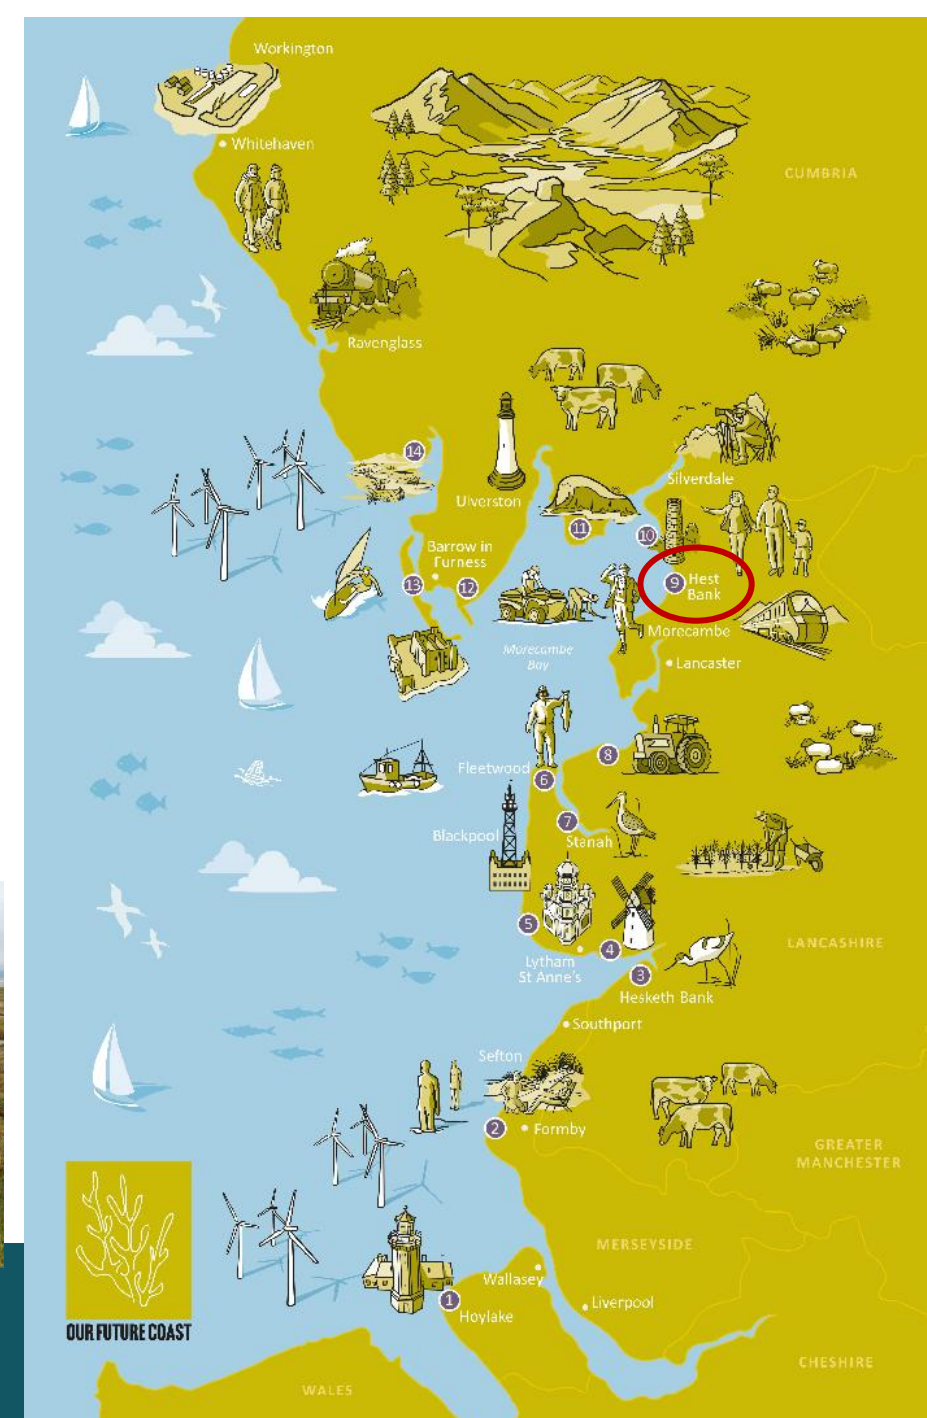 Workington
Whitehaven
CUMBRIA
Ravenglass
14
Silverdale
Ulverston
11
10
Barrow in
Furness
13
12
9
Hest
Bank
Morecambe
Morecambe
Bay
Lancaster
8
Fleetwood
6
7
Blackpool
Stanah
5
4
LANCASHIRE
Lytham
St Anne's
3
Hesketh Bank
Southport
Sefton
2
Formby
GREATER
MANCHESTER
MERSEYSIDE
Wallasey
1
Hoylake
Liverpool
OUR FUTURE COAST
CHESHIRE
WALES